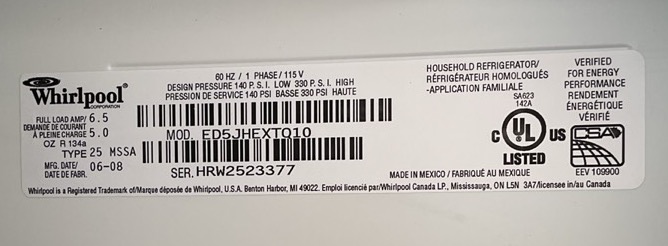 Whirlpool
CORPORATION
60 HZ / 1 PHASE / 115 V
DESIGN PRESSURE 140 P. S. I. LOW 330 P. S. I. HIGH
PRESSION DE SERVICE 140 PSI BASSE 330 PSI HAUTE
FULL LOAD AMP/ 6.5
DEMANDE DE COURANT
À PLEINE CHARGE 5.0
OZ R 134a
TYPE 25 MSSA
MFG. DATE/ 06-08
DATE DE FABR.
MOD. ED5JHEXTQ10
SER. HRW2523377
HOUSEHOLD REFRIGERATOR/
RÉFRIGÉRATEUR HOMOLOGUÉS
-APPLICATION FAMILIALE
SA623
142A
C UL US
®
LISTED
VERIFIED
FOR ENERGY
PERFORMANCE
RENDEMENT
ÉNERGÉTIQUE
VÉRIFIÉ
CSA
EEV 109900
MADE IN MEXICO / FABRIQUÉ AU MEXIQUE
Whirlpool is a Registered Trademark of/Marque déposée de Whirlpool, U.S.A. Benton Harbor, MI 49022. Emploi licencié par/Whirlpool Canada LP., Mississauga, ON L5N 3A7/licensee in/au Canada